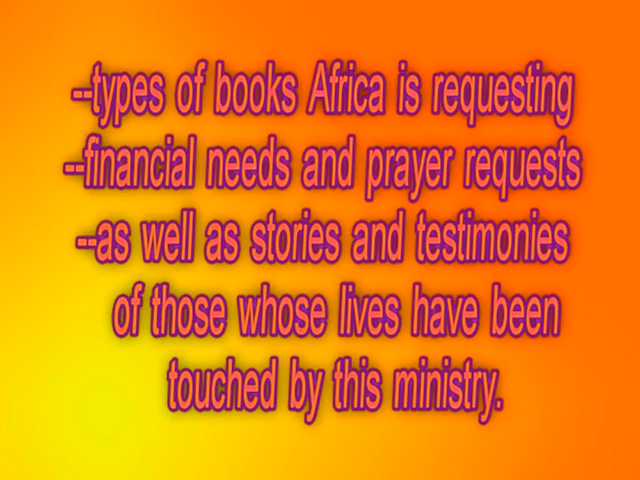 --types of books Africa is requesting
--financial needs and prayer requests
--as well as stories and testimonies
of those whose lives have been
touched by this ministry.